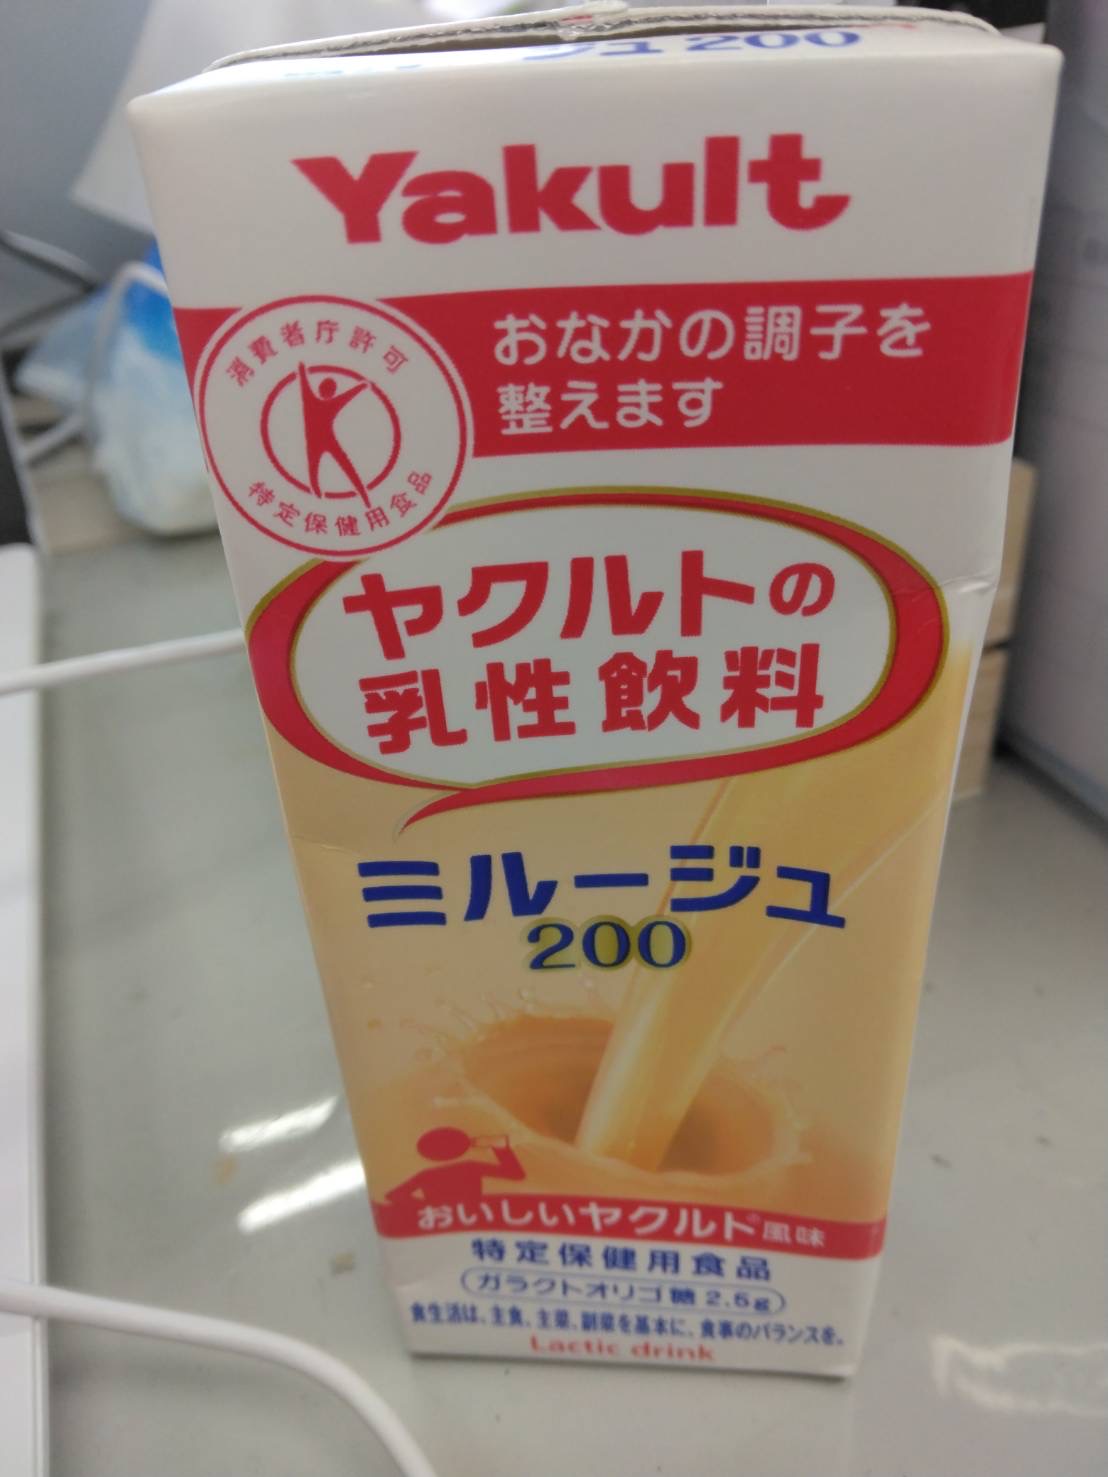 ミルージュ200
Yakult
おなかの調子を
整えます
消費者庁許可
特定保健用食品
ヤクルトの
乳性飲料
ミルージュ
200
おいしいヤクルト®風味
特定保健用食品
ガラクトオリゴ糖 2.5g
食生活は、主食、主菜、副菜を基本に、食事のバランスを。
Lactic drink